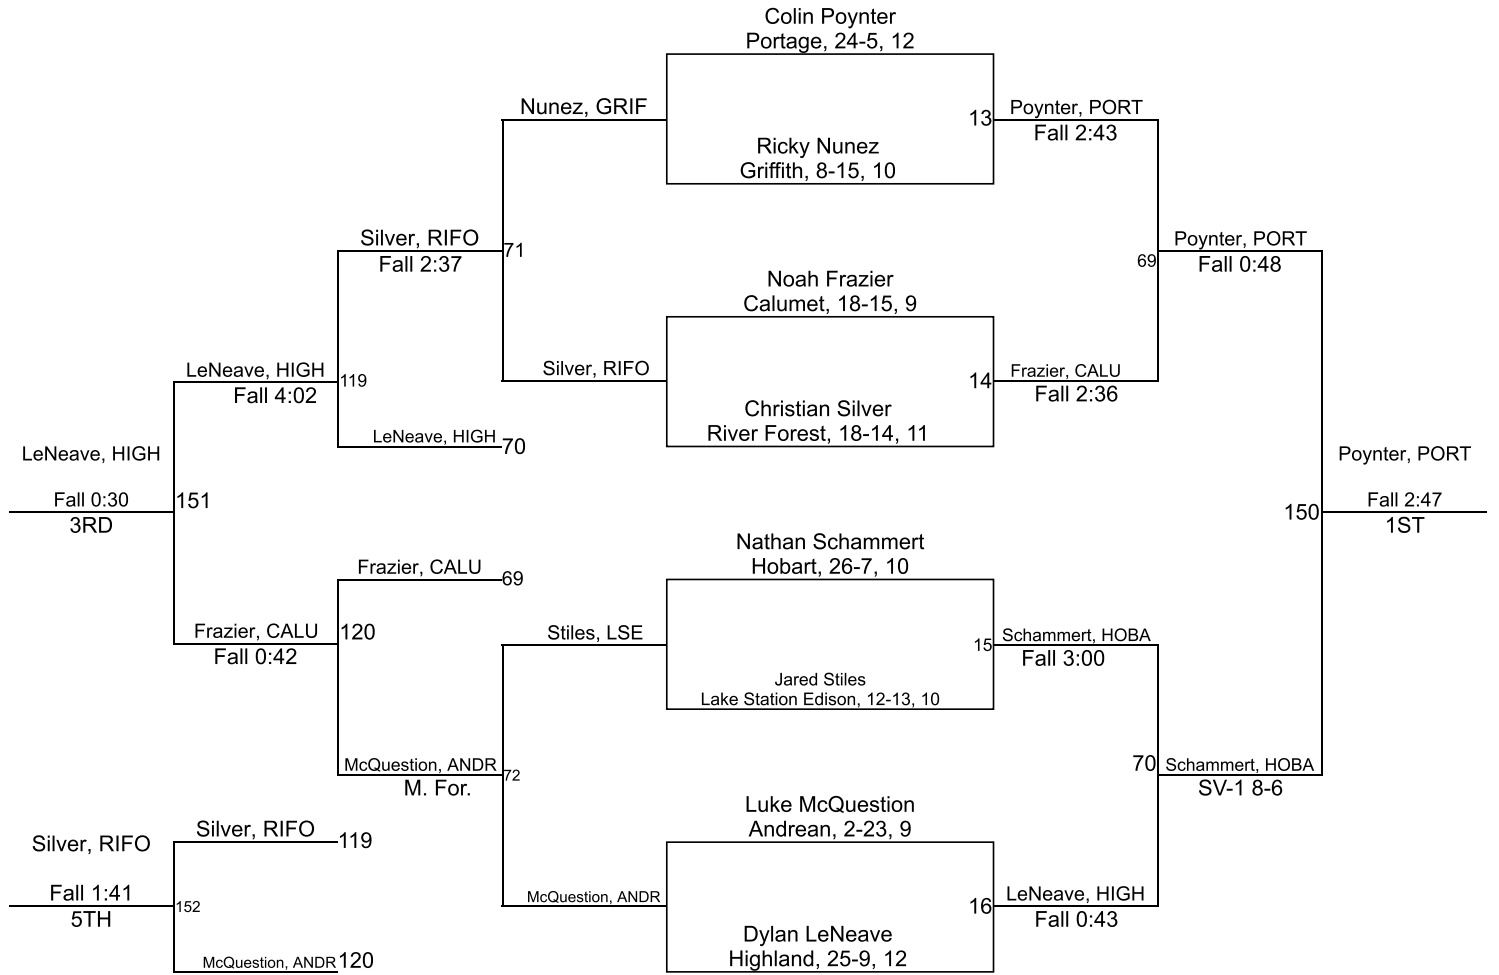 Colin Poynter
Portage, 24-5, 12
Nunez, GRIF
13
Poynter, PORT
Fall 2:43
Ricky Nunez
Griffith, 8-15, 10
Silver, RIFO
Fall 2:37
71
Poynter, PORT
69
Fall 0:48
Noah Frazier
Calumet, 18-15, 9
LeNeave, HIGH
119
Fall 4:02
Silver, RIFO
14
Frazier, CALU
Fall 2:36
Christian Silver
River Forest, 18-14, 11
LeNeave, HIGH
70
LeNeave, HIGH
Fall 0:30
151
3RD
Poynter, PORT
150
Fall 2:47
1ST
Nathan Schammert
Hobart, 26-7, 10
Frazier, CALU
69
Frazier, CALU
120
Fall 0:42
Stiles, LSE
15
Schammert, HOBA
Fall 3:00
Jared Stiles
Lake Station Edison, 12-13, 10
McQuestion, ANDR
72
M. For.
70
Schammert, HOBA
SV-1 8-6
Luke McQuestion
Andrean, 2-23, 9
Silver, RIFO
119
Silver, RIFO
Fall 1:41
152
5TH
McQuestion, ANDR
16
LeNeave, HIGH
Fall 0:43
Dylan LeNeave
Highland, 25-9, 12
McQuestion, ANDR
120